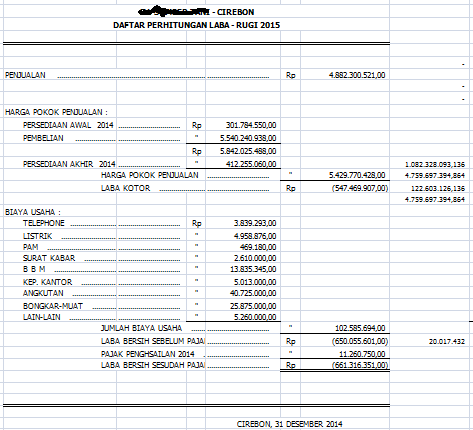 - CIREBON
DAFTAR PERHITUNGAN LABA - RUGI 2015
-
PENJUALAN Rp 4.882.300.521,00
-
-
HARGA POKOK PENJUALAN :
PERSEDIAAN AWAL 2014 Rp 301.784.550,00
PEMBELIAN " 5.540.240.938,00
Rp 5.842.025.488,00
PERSEDIAAN AKHIR 2014 " 412.255.060,00 1.082.328.093,136
HARGA POKOK PENJUALAN " 5.429.770.428,00 4.759.697.394,864
LABA KOTOR Rp (547.469.907,00) 122.603.126,136
4.759.697.394,864
BIAYA USAHA :
TELEPHONE Rp 3.839.293,00
LISTRIK " 4.958.876,00
PAM " 469.180,00
SURAT KABAR " 2.610.000,00
B B M " 13.835.345,00
KEP. KANTOR " 5.013.000,00
ANGKUTAN " 40.725.000,00
BONGKAR-MUAT " 25.875.000,00
LAIN-LAIN " 5.260.000,00
JUMLAH BIAYA USAHA " 102.585.694,00
LABA BERSIH SEBELUM PAJAK Rp (650.055.601,00) 20.017.432
PAJAK PENGHSAILAN 2014 " 11.260.750,00
LABA BERSIH SESUDAH PAJAK Rp (661.316.351,00)
CIREBON, 31 DESEMBER 2014